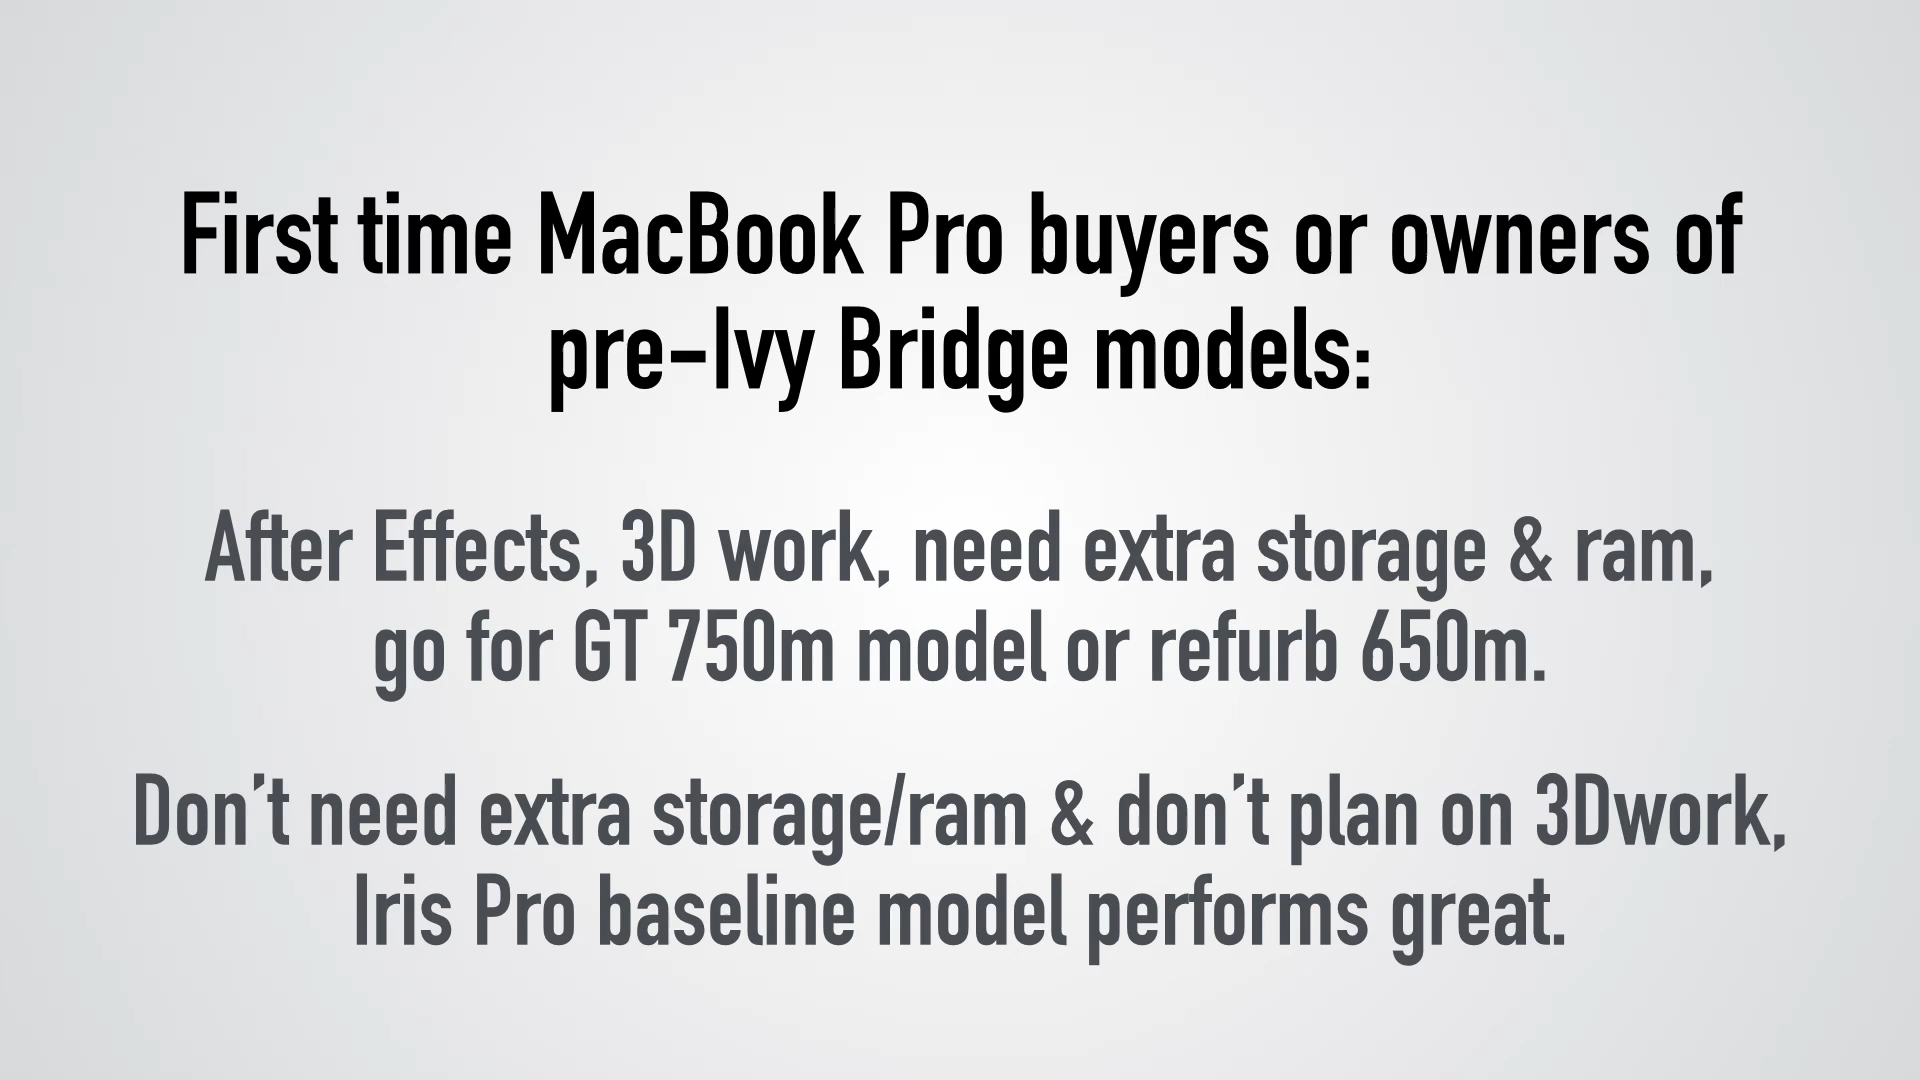 First time MacBook Pro buyers or owners of
pre-Ivy Bridge models:
After Effects, 3D work, need extra storage & ram,
go for GT 750m model or refurb 650m.
Don't need extra storage/ram & don't plan on 3Dwork,
Iris Pro baseline model performs great.